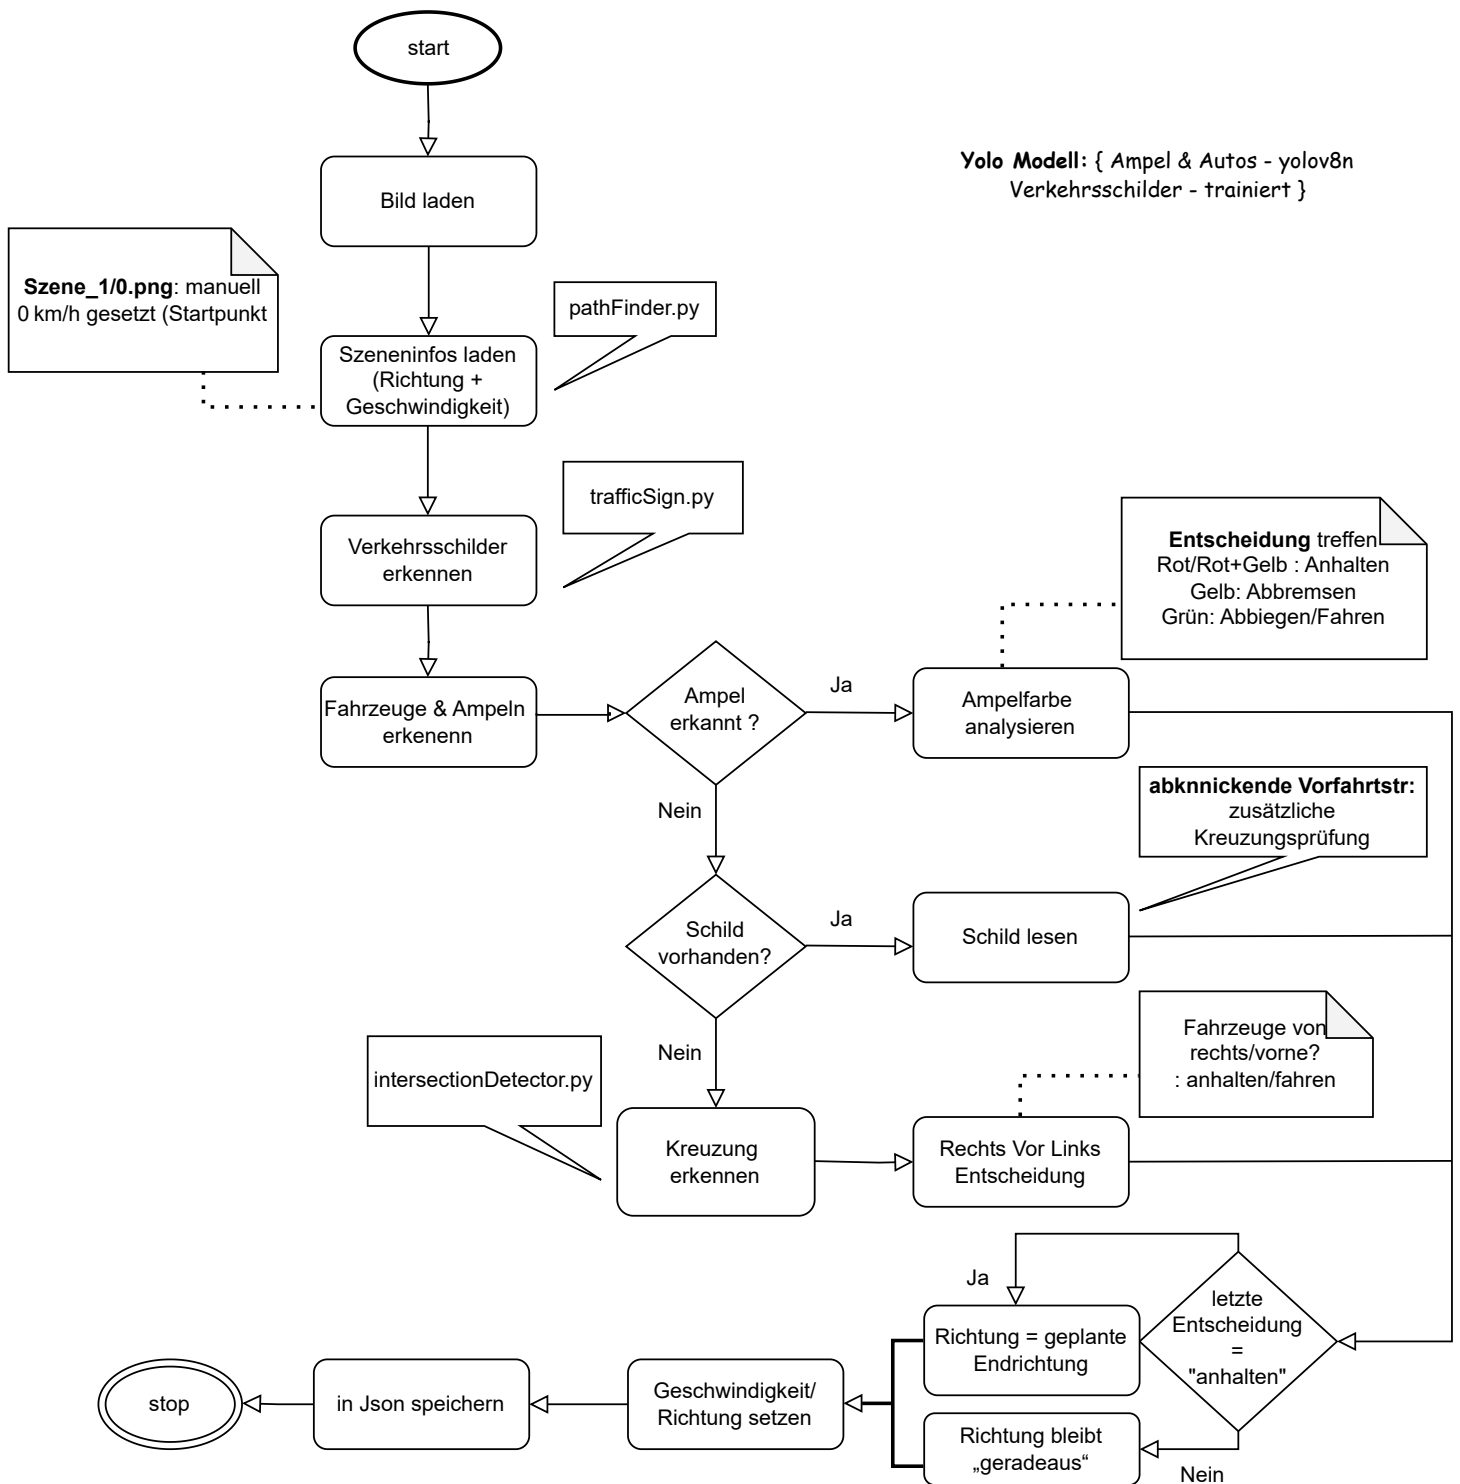 start
Yolo Modell: { Ampel & Autos - yolov8n
Verkehrsschilder - trainiert }
Bild laden
Szene_1/0.png: manuell
0 km/h gesetzt (Startpunkt
pathFinder.py
Szeneninfos laden
(Richtung +
Geschwindigkeit)
trafficSign.py
Verkehrsschilder
erkennen
Entscheidung treffen
Rot/Rot+Gelb : Anhalten
Gelb: Abbremsen
Grün: Abbiegen/Fahren
Fahrzeuge & Ampeln
erkenenn
Ampel
erkannt ?
Ja
Ampelfarbe
analysieren
Nein
abknnickende Vorfahrtstr:
zusätzliche
Kreuzungsprüfung
Schild
vorhanden?
Ja
Schild lesen
Nein
Fahrzeuge von
rechts/vorne?
: anhalten/fahren
intersectionDetector.py
Kreuzung
erkennen
Rechts Vor Links
Entscheidung
letzte
Entscheidung
=
"anhalten"
Ja
Richtung = geplante
Endrichtung
Nein
Richtung bleibt
„geradeaus“
Geschwindigkeit/
Richtung setzen
in Json speichern
stop